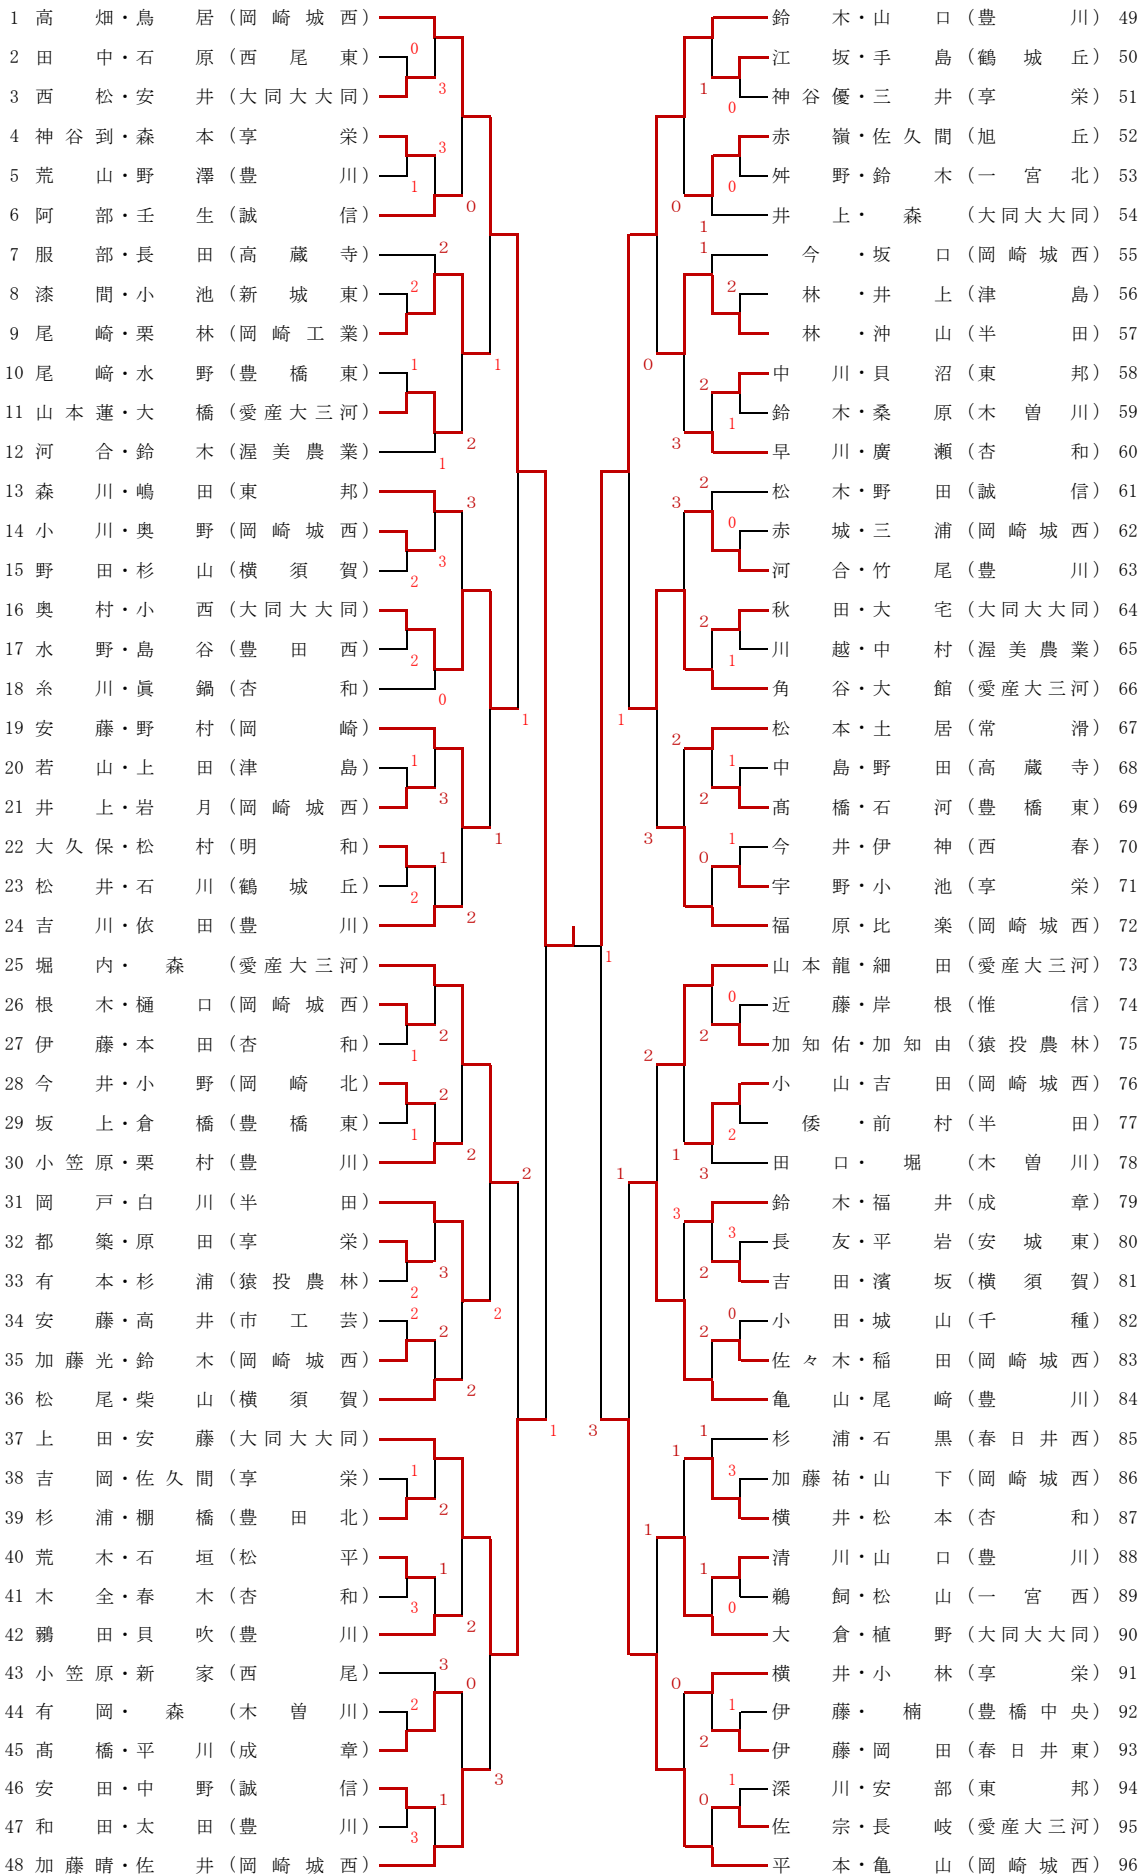 1 高畑・鳥居（岡崎城西）
2 田中・石原（西尾東）
3 西松・安井（大同大大同）
4 神谷到・森本（享栄）
5 荒山・野澤（豊川）
6 阿部・壬生（誠信）
7 服部・長田（高蔵寺）
8 漆間・小池（新城東）
9 尾崎・栗林（岡崎工業）
10 尾﨑・水野（豊橋東）
11 山本蓮・大橋（愛産大三河）
12 河合・鈴木（渥美農業）
13 森川・嶋田（東邦）
14 小川・奥野（岡崎城西）
15 野田・杉山（横須賀）
16 奥村・小西（大同大大同）
17 水野・島谷（豊田西）
18 糸川・眞鍋（杏和）
19 安藤・野村（岡崎）
20 若山・上田（津島）
21 井上・岩月（岡崎城西）
22 大久保・松村（明和）
23 松井・石川（鶴城丘）
24 吉川・依田（豊川）
25 堀内・森（愛産大三河）
26 根木・樋口（岡崎城西）
27 伊藤・本田（杏和）
28 今井・小野（岡崎北）
29 坂上・倉橋（豊橋東）
30 小笠原・栗村（豊川）
31 岡戸・白川（半田）
32 都築・原田（享栄）
33 有本・杉浦（猿投農林）
34 安藤・高井（市工芸）
35 加藤光・鈴木（岡崎城西）
36 松尾・柴山（横須賀）
37 上田・安藤（大同大大同）
38 吉岡・佐久間（享栄）
39 杉浦・棚橋（豊田北）
40 荒木・石垣（松平）
41 木全・春木（杏和）
42 鶸田・貝吹（豊川）
43 小笠原・新家（西尾）
44 有岡・森（木曽川）
45 髙橋・平川（成章）
46 安田・中野（誠信）
47 和田・太田（豊川）
48 加藤晴・佐井（岡崎城西）
鈴木・山口（豊川）49
江坂・手島（鶴城丘）50
神谷優・三井（享栄）51
赤嶺・佐久間（旭丘）52
舛野・鈴木（一宮北）53
井上・森（大同大大同）54
今・坂口（岡崎城西）55
林・井上（津島）56
林・沖山（半田）57
中川・貝沼（東邦）58
鈴木・桑原（木曽川）59
早川・廣瀬（杏和）60
松木・野田（誠信）61
赤城・三浦（岡崎城西）62
河合・竹尾（豊川）63
秋田・大宅（大同大大同）64
川越・中村（渥美農業）65
角谷・大館（愛産大三河）66
松本・土居（常滑）67
中島・野田（高蔵寺）68
髙橋・石河（豊橋東）69
今井・伊神（西春）70
宇野・小池（享栄）71
福原・比楽（岡崎城西）72
山本龍・細田（愛産大三河）73
近藤・岸根（惟信）74
加知佑・加知由（猿投農林）75
小山・吉田（岡崎城西）76
倭・前村（半田）77
田口・堀（木曽川）78
鈴木・福井（成章）79
長友・平岩（安城東）80
吉田・濱坂（横須賀）81
小田・城山（千種）82
佐々木・稲田（岡崎城西）83
亀山・尾﨑（豊川）84
杉浦・石黒（春日井西）85
加藤祐・山下（岡崎城西）86
横井・松本（杏和）87
清川・山口（豊川）88
鵜飼・松山（一宮西）89
大倉・植野（大同大大同）90
横井・小林（享栄）91
伊藤・楠（豊橋中央）92
伊藤・岡田（春日井東）93
深川・安部（東邦）94
佐宗・長岐（愛産大三河）95
平本・亀山（岡崎城西）96